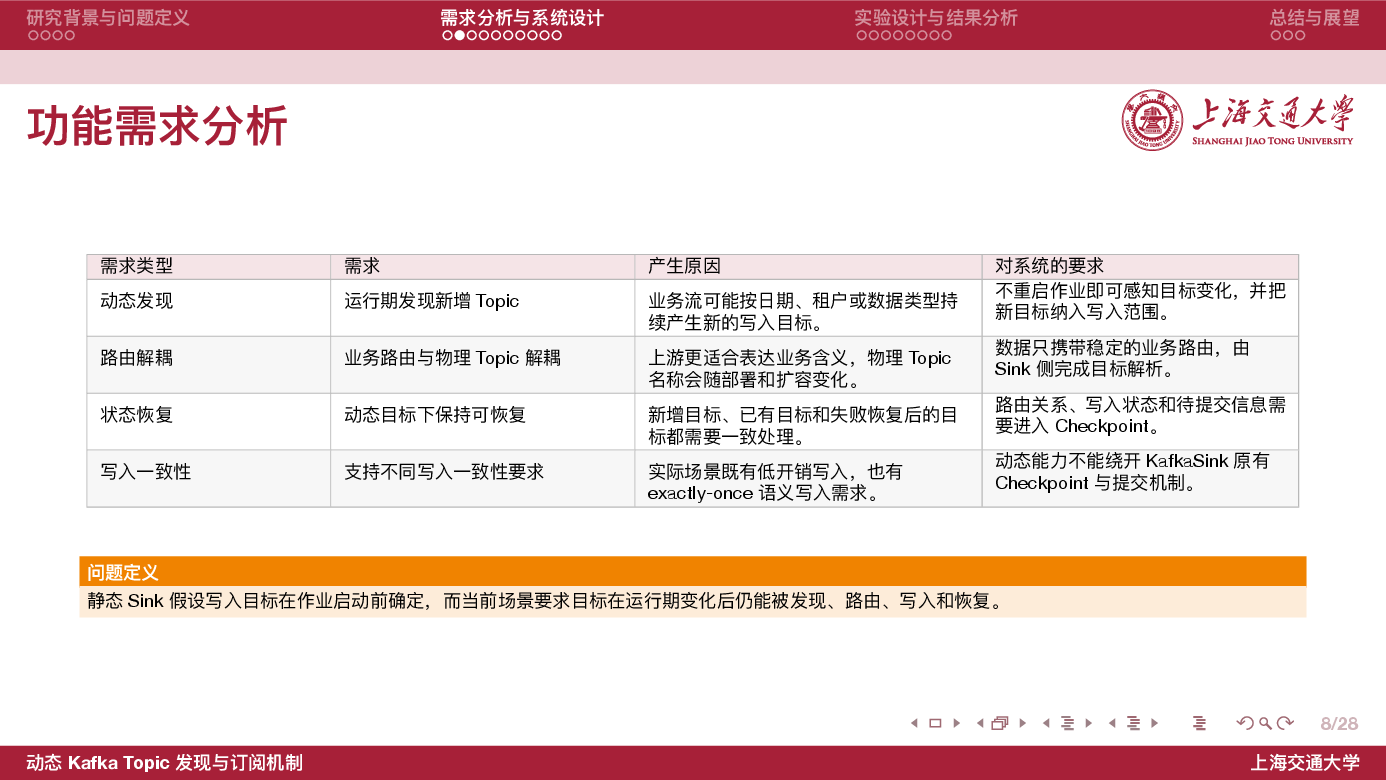 研究背景与问题定义
需求分析与系统设计
实验设计与结果分析
总结与展望
功能需求分析
上海交通大学
SHANGHAI JIAO TONG UNIVERSITY
需求类型 需求 产生原因 对系统的要求
动态发现
运行期发现新增 Topic
业务流可能按日期、租户或数据类型持
续产生新的写入目标。
不重启作业即可感知目标变化，并把
新目标纳入写入范围。
路由解耦
业务路由与物理 Topic 解耦
上游更适合表达业务含义，物理 Topic
名称会随部署和扩容变化。
数据只携带稳定的业务路由，由
Sink 侧完成目标解析。
状态恢复
动态目标下保持可恢复
新增目标、已有目标和失败恢复后的目
标都需要一致处理。
路由关系、写入状态和待提交信息需
要进入 Checkpoint。
写入一致性
支持不同写入一致性要求
实际场景既有低开销写入，也有
exactly-once 语义写入需求。
动态能力不能绕开 KafkaSink 原有
Checkpoint 与提交机制。
问题定义
静态 Sink 假设写入目标在作业启动前确定，而当前场景要求目标在运行期变化后仍能被发现、路由、写入和恢复。
8/28
动态 Kafka Topic 发现与订阅机制
上海交通大学